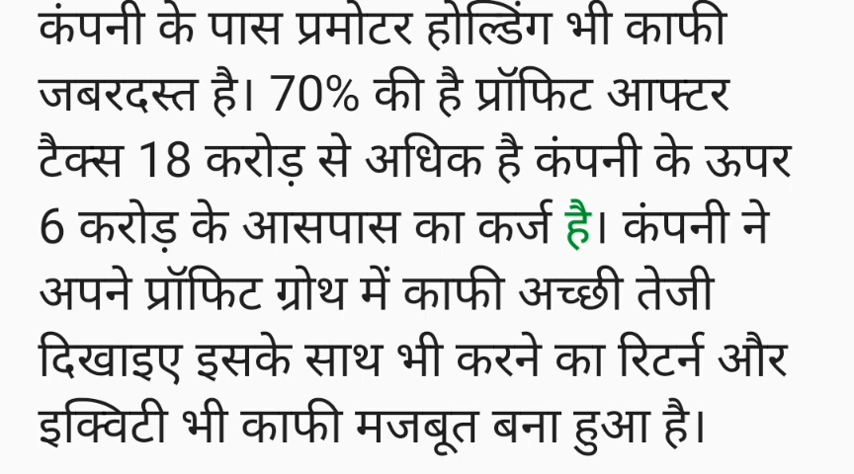 कंपनी के पास प्रमोटर होल्डिंग भी काफी
जबरदस्त है। 70% की है प्रॉफिट आफ्टर
टैक्स 18 करोड़ से अधिक है कंपनी के ऊपर
6 करोड़ के आसपास का कर्ज है। कंपनी ने
अपने प्रॉफिट ग्रोथ में काफी अच्छी तेजी
दिखाइए इसके साथ भी करने का रिटर्न और
इक्विटी भी काफी मजबूत बना हुआ है।